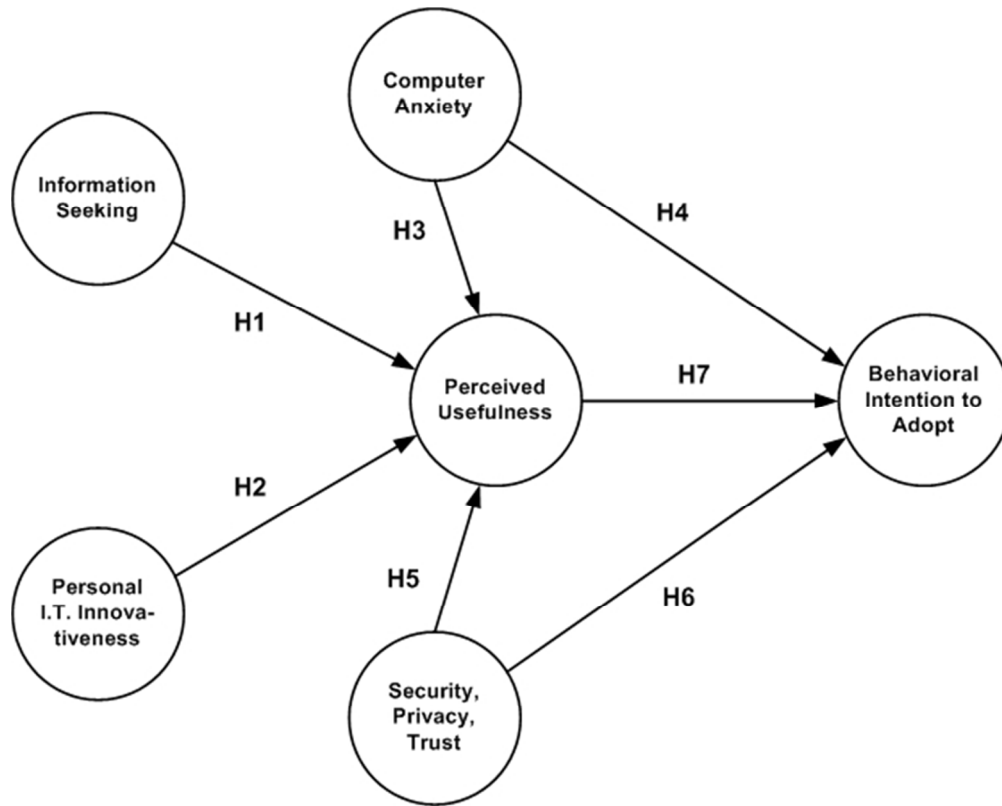 Computer
Anxiety
Information
Seeking
H4
H3
H1
Perceived
Usefulness
H7
Behavioral
Intention to
Adopt
H2
Personal
I.T. Innova-
tiveness
H5
H6
Security,
Privacy,
Trust